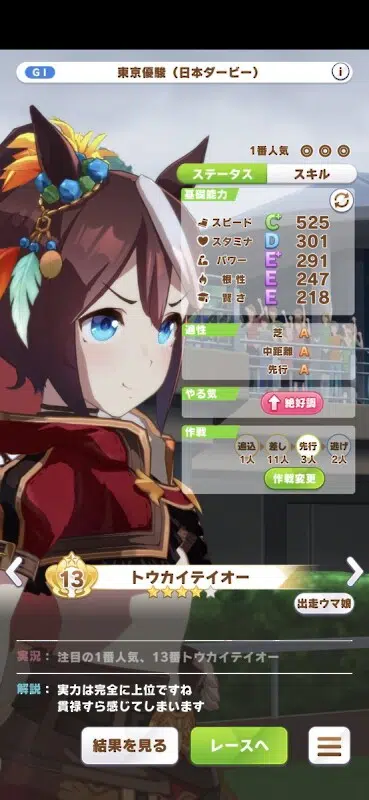 GI 東京優駿（日本ダービー） i
1番人気 ◎ ◎ ◎
ステータス スキル
基礎能力
スピード C+ 525
スタミナ D 301
パワー E+ 291
根性 E 247
賢さ E 218
適性
芝 A
中距離 A
先行 A
やる気
絶好調
作戦
追込 差し 先行 逃げ
1人 11人 3人 2人
作戦変更
13 トウカイテイオー
出走ウマ娘
実況： 注目の1番人気、13番トウカイテイオー
解説： 実力は完全に上位ですね
貫禄すら感じてしまいます
結果を見る レースへ